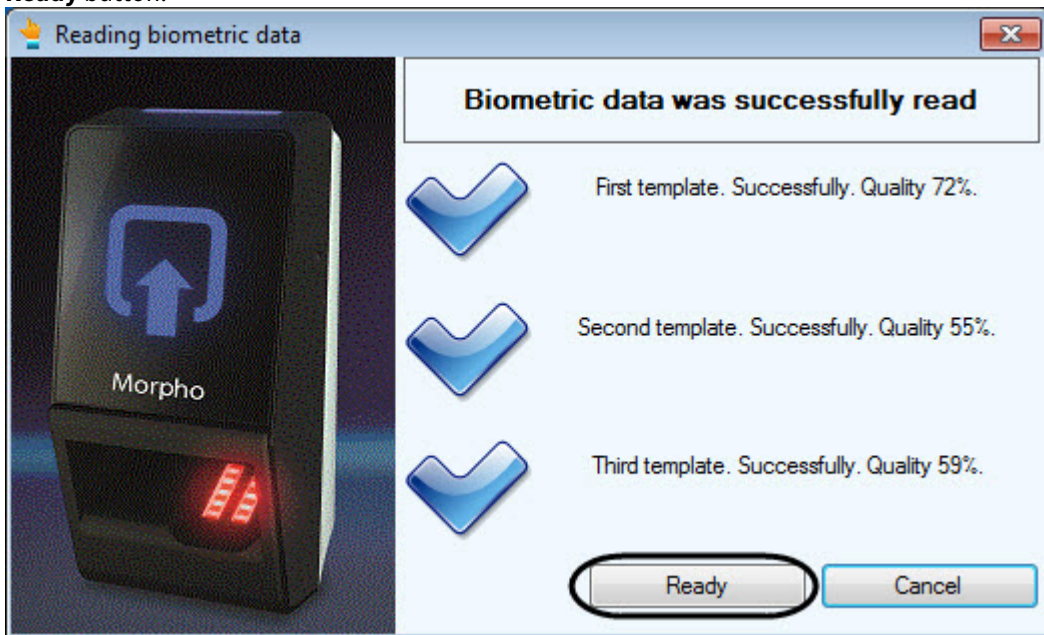 Ready button.
Reading biometric data
Biometric data was successfully read
First template. Successfully. Quality 72%.
Second template. Successfully. Quality 55%.
Morpho
Third template. Successfully. Quality 59%.
Ready
Cancel